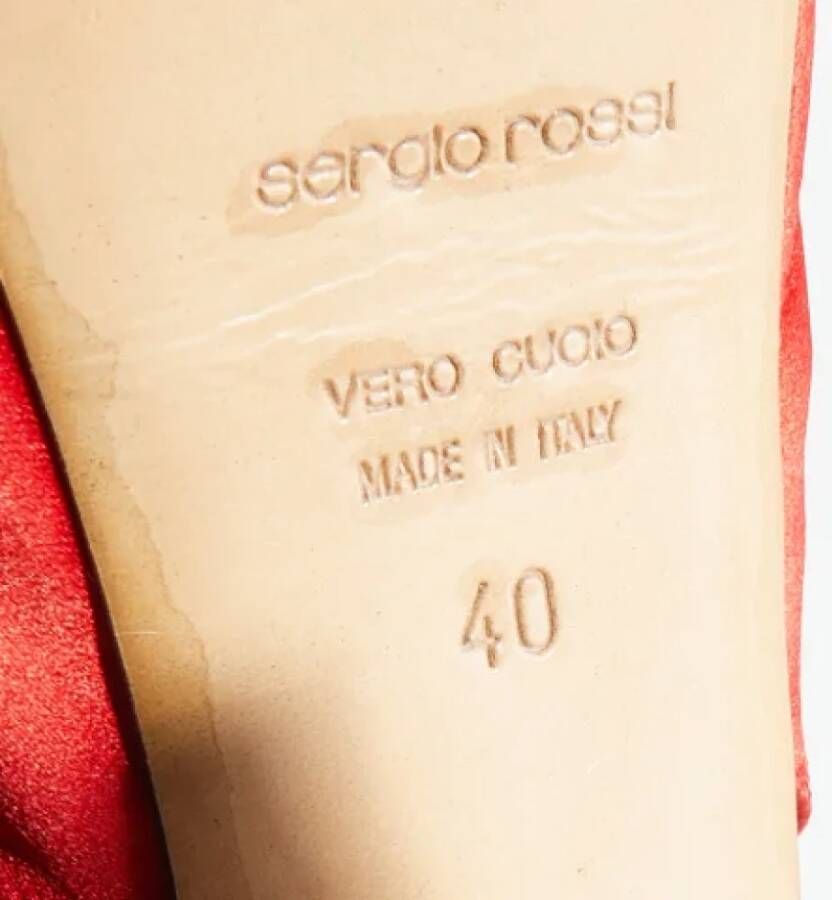 sergio rossi
VERO CUOIO
MADE IN ITALY
40